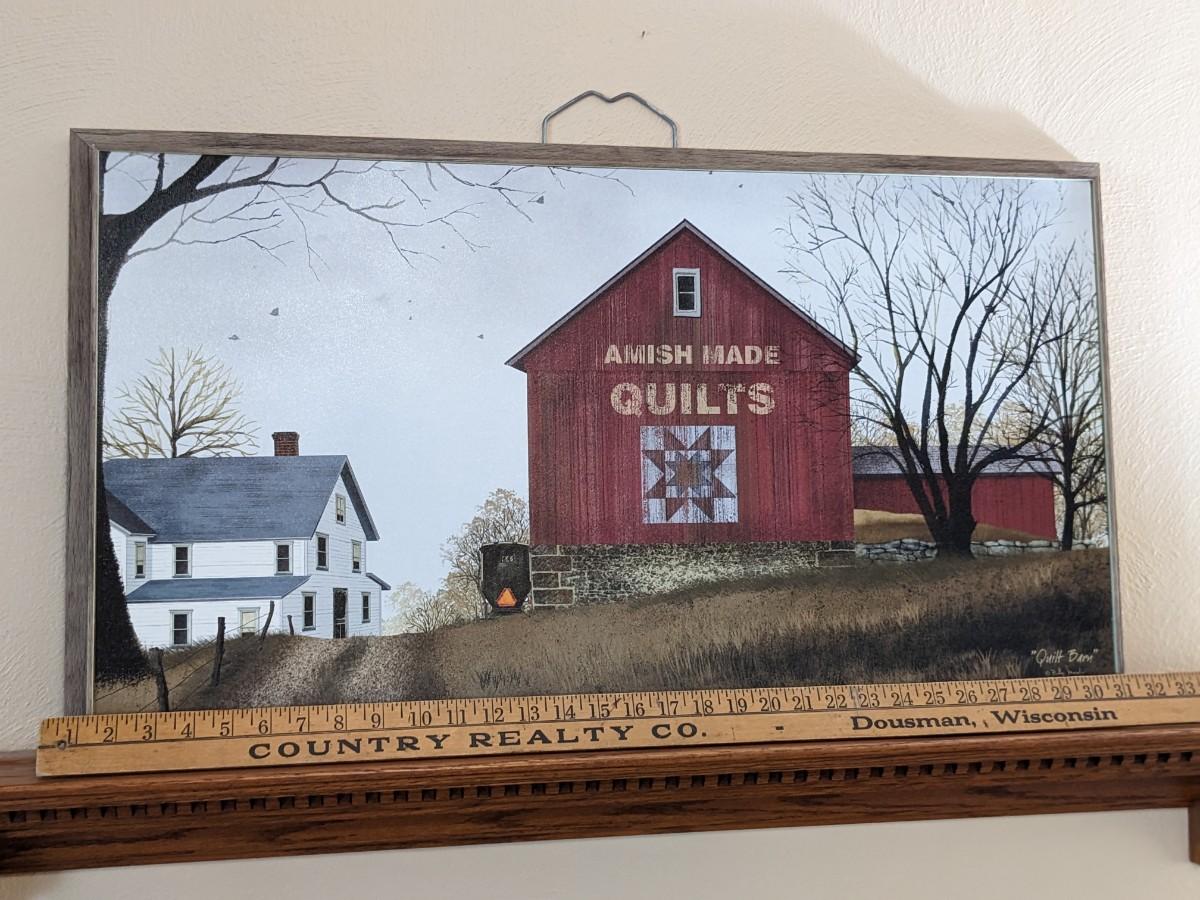 AMISH MADE
QUILTS
"Quilt Barn"
1 2 3 4 5 6 7 8 9 10 11 12 13 14 15 16 17 18 19 20 21 22 23 24 25 26 27 28 29 30 31 32 33
COUNTRY REALTY CO. - Dousman, Wisconsin